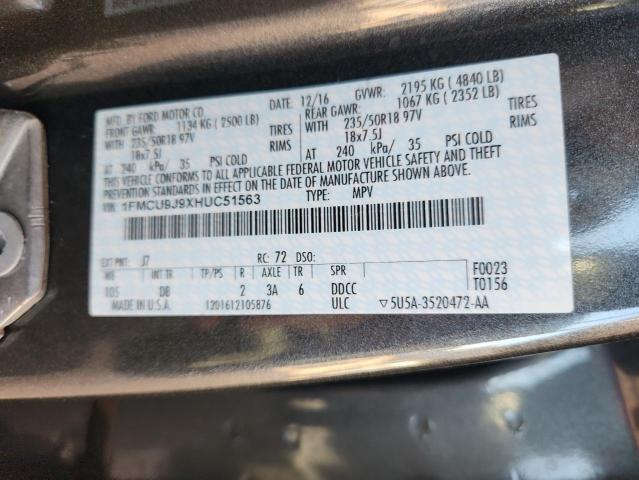 MFD. BY FORD MOTOR CO.
DATE: 12/16 GVWR: 2195 KG ( 4840 LB)
FRONT GAWR: 1134 KG ( 2500 LB)
REAR GAWR: 1067 KG ( 2352 LB)
WITH 235/50R18 97V TIRES
WITH 235/50R18 97V TIRES
18x7.5J RIMS
18x7.5J RIMS
AT 240 kPa/ 35 PSI COLD
AT 240 kPa/ 35 PSI COLD
THIS VEHICLE CONFORMS TO ALL APPLICABLE FEDERAL MOTOR VEHICLE SAFETY AND THEFT
PREVENTION STANDARDS IN EFFECT ON THE DATE OF MANUFACTURE SHOWN ABOVE.
VIN: 1FMCU9J9XHUC51563 TYPE: MPV
EXT PNT: J7 RC: 72 DSO:
WB INT TR TP/PS R AXLE TR SPR F0023
105 DB 2 3A 6 DDCC T0156
MADE IN U.S.A. 1201612105876 ULC ▽5U5A-3520472-AA